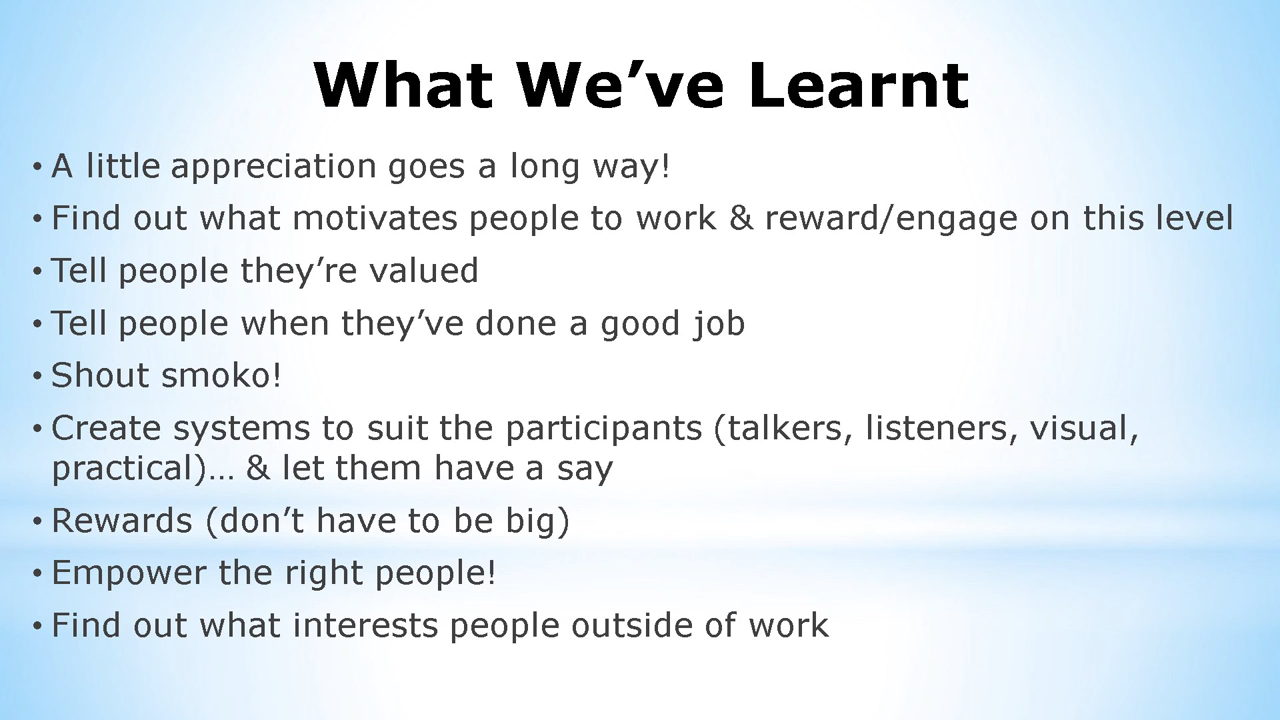 What We’ve Learnt
• A little appreciation goes a long way!
• Find out what motivates people to work & reward/engage on this level
• Tell people they’re valued
• Tell people when they’ve done a good job
• Shout smoko!
• Create systems to suit the participants (talkers, listeners, visual,
practical)… & let them have a say
• Rewards (don’t have to be big)
• Empower the right people!
• Find out what interests people outside of work